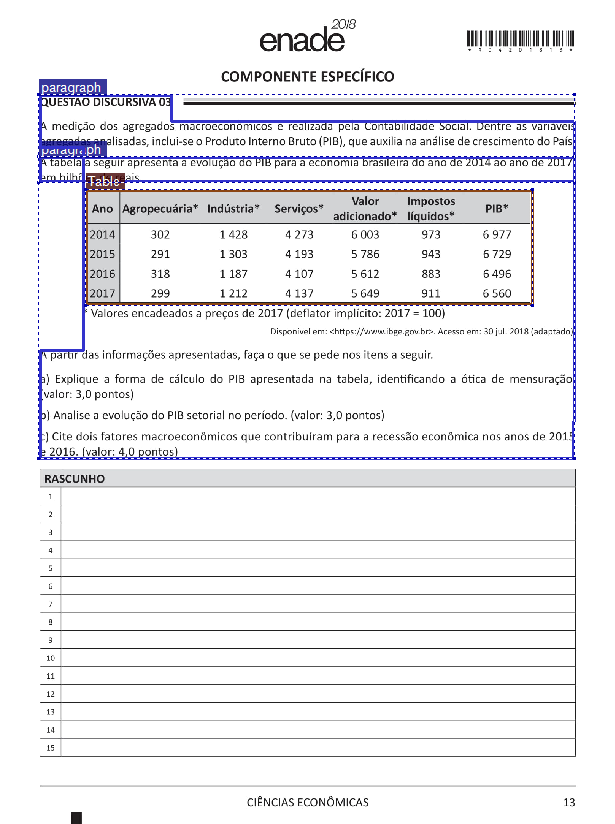 enade 2018
*R0420181 3*
COMPONENTE ESPECÍFICO
paragraph
QUESTÃO DISCURSIVA 03
A medição dos agregados macroeconômicos é realizada pela Contabilidade Social. Dentre as variáveis
agregadas analisadas, inclui-se o Produto Interno Bruto (PIB), que auxilia na análise de crescimento do País.
paragraph
A tabela a seguir apresenta a evolução do PIB para a economia brasileira do ano de 2014 ao ano de 2017,
em
Table
Ano Agropecuária* Indústria* Serviços* Valor adicionado* Impostos líquidos* PIB*
2014 302 1 428 4 273 6 003 973 6 977
2015 291 1 303 4 193 5 786 943 6 729
2016 318 1 187 4 107 5 612 883 6 496
2017 299 1 212 4 137 5 649 911 6 560
* Valores encadeados a preços de 2017 (deflator implícito: 2017 = 100)
Disponível em: <https://www.ibge.gov.br>. Acesso em: 30 jul. 2018 (adaptado).
A partir das informações apresentadas, faça o que se pede nos itens a seguir.
a) Explique a forma de cálculo do PIB apresentada na tabela, identificando a ótica de mensuração.
(valor: 3,0 pontos)
b) Analise a evolução do PIB setorial no período. (valor: 3,0 pontos)
c) Cite dois fatores macroeconômicos que contribuíram para a recessão econômica nos anos de 2015
e 2016. (valor: 4,0 pontos)
RASCUNHO
1
2
3
4
5
6
7
8
9
10
11
12
13
14
15
CIÊNCIAS ECONÔMICAS 13